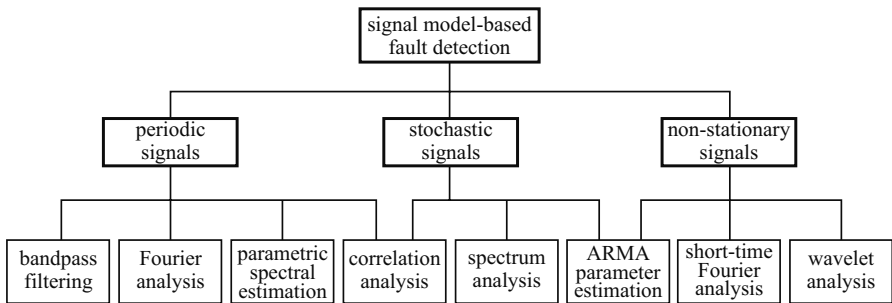 signal model-based
fault detection
periodic
signals
stochastic
signals
non-stationary
signals
bandpass
filtering
Fourier
analysis
parametric
spectral
estimation
correlation
analysis
spectrum
analysis
ARMA
parameter
estimation
short-time
Fourier
analysis
wavelet
analysis